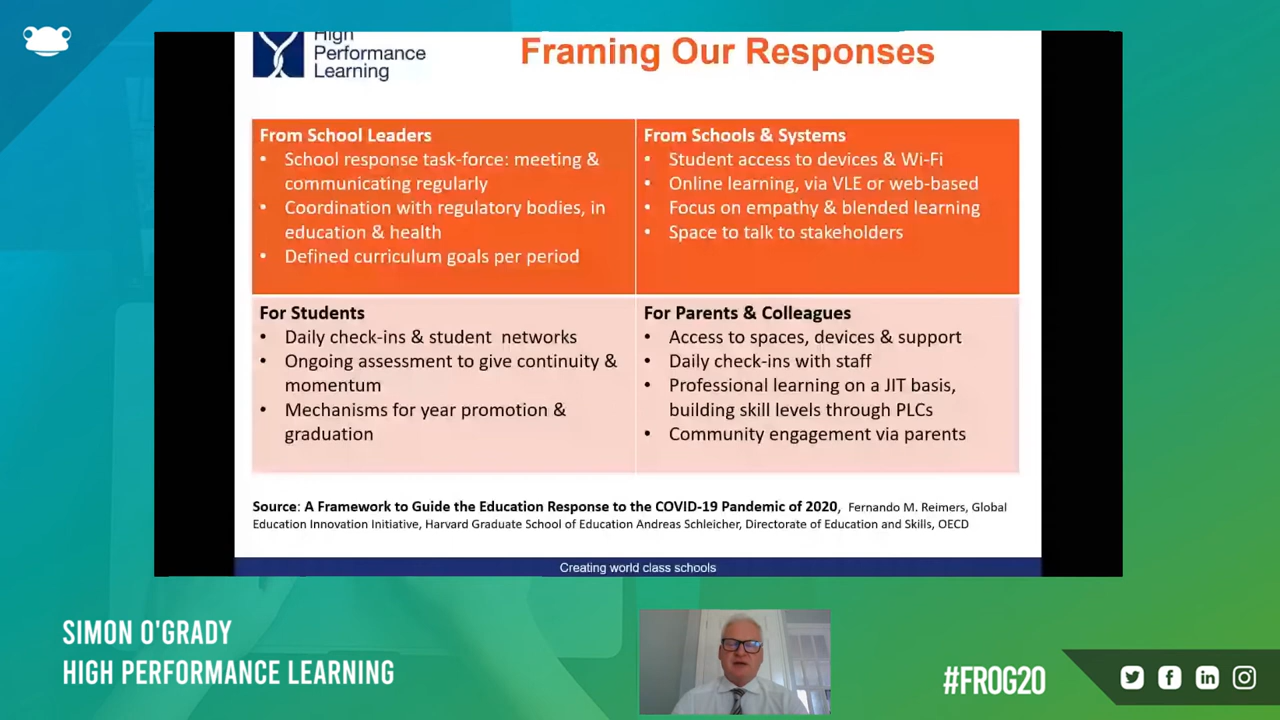 High
Performance
Learning
Framing Our Responses
From School Leaders
• School response task-force: meeting &
communicating regularly
• Coordination with regulatory bodies, in
education & health
• Defined curriculum goals per period
From Schools & Systems
• Student access to devices & Wi-Fi
• Online learning, via VLE or web-based
• Focus on empathy & blended learning
• Space to talk to stakeholders
For Students
• Daily check-ins & student networks
• Ongoing assessment to give continuity &
momentum
• Mechanisms for year promotion &
graduation
For Parents & Colleagues
• Access to spaces, devices & support
• Daily check-ins with staff
• Professional learning on a JIT basis,
building skill levels through PLCs
• Community engagement via parents
Source: A Framework to Guide the Education Response to the COVID-19 Pandemic of 2020, Fernando M. Reimers, Global
Education Innovation Initiative, Harvard Graduate School of Education Andreas Schleicher, Directorate of Education and Skills, OECD
Creating world class schools
SIMON O'GRADY
HIGH PERFORMANCE LEARNING
#FROG20